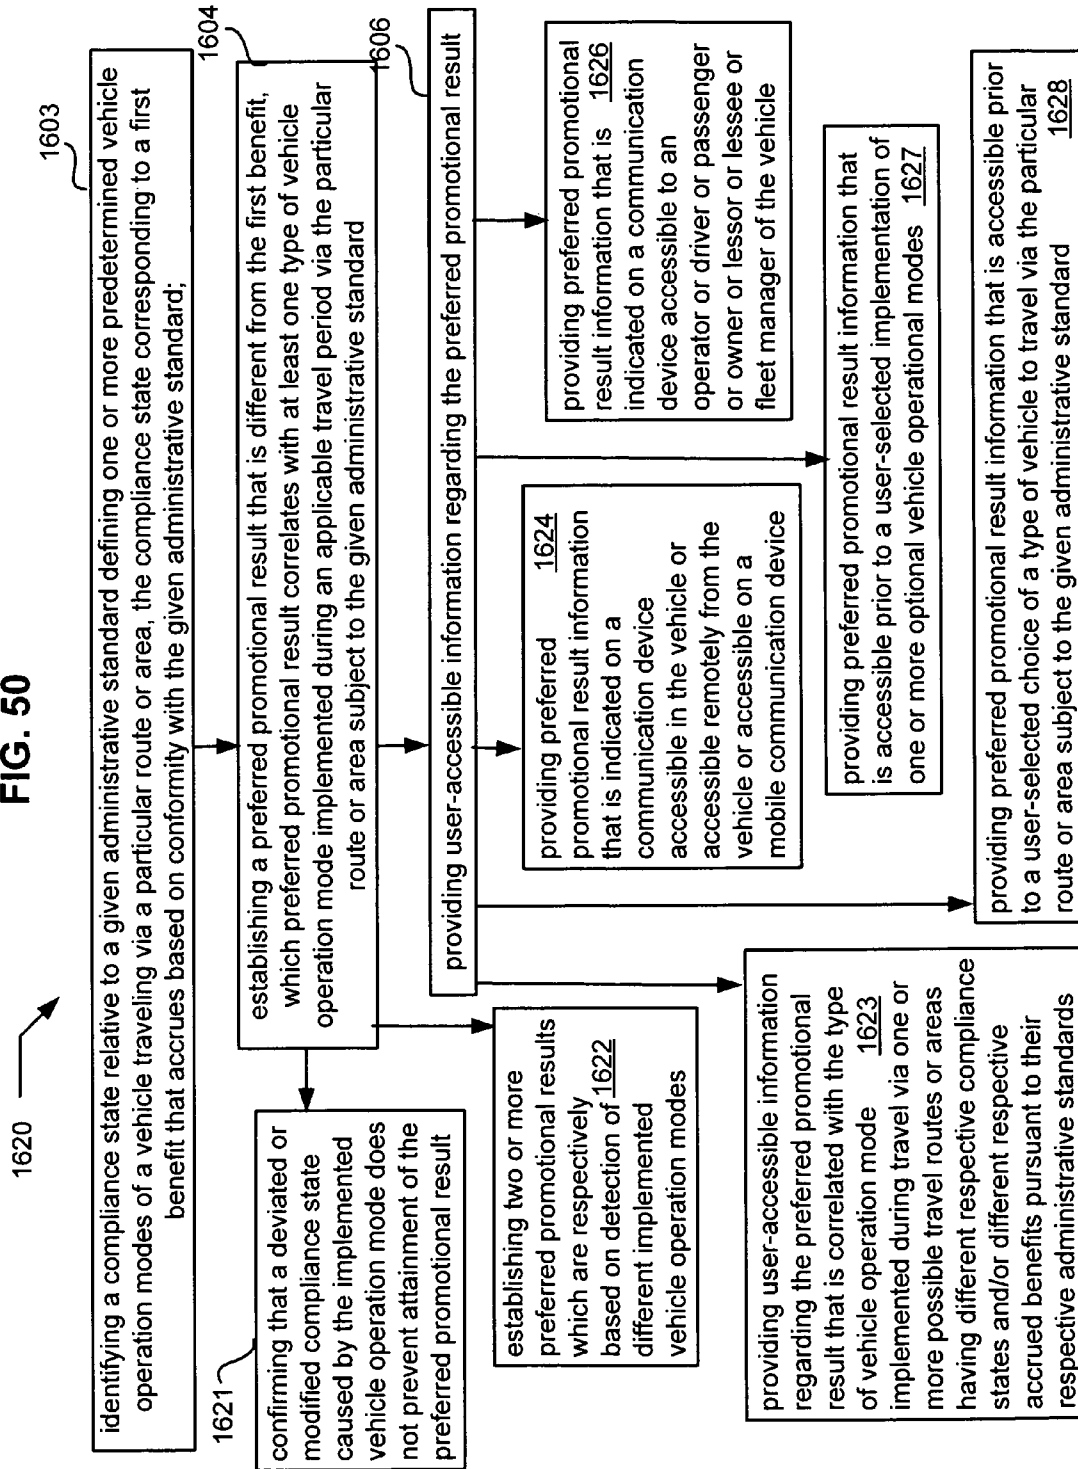 FIG. 50
1620
1603
identifying a compliance state relative to a given administrative standard defining one or more predetermined vehicle
operation modes of a vehicle traveling via a particular route or area, the compliance state corresponding to a first
benefit that accrues based on conformity with the given administrative standard;
1604
establishing a preferred promotional result that is different from the first benefit,
which preferred promotional result correlates with at least one type of vehicle
operation mode implemented during an applicable travel period via the particular
route or area subject to the given administrative standard
1606
providing user-accessible information regarding the preferred promotional result
1621
confirming that a deviated or
modified compliance state
caused by the implemented
vehicle operation mode does
not prevent attainment of the
preferred promotional result
establishing two or more
preferred promotional results
which are respectively
based on detection of 1622
different implemented
vehicle operation modes
providing user-accessible information
regarding the preferred promotional
result that is correlated with the type
of vehicle operation mode 1623
implemented during travel via one or
more possible travel routes or areas
having different respective compliance
states and/or different respective
accrued benefits pursuant to their
respective administrative standards
providing preferred 1624
promotional result information
that is indicated on a
communication device
accessible in the vehicle or
accessible remotely from the
vehicle or accessible on a
mobile communication device
providing preferred promotional
result information that is 1626
indicated on a communication
device accessible to an
operator or driver or passenger
or owner or lessor or lessee or
fleet manager of the vehicle
providing preferred promotional result information that
is accessible prior to a user-selected implementation of
one or more optional vehicle operational modes 1627
providing preferred promotional result information that is accessible prior
to a user-selected choice of a type of vehicle to travel via the particular
route or area subject to the given administrative standard 1628